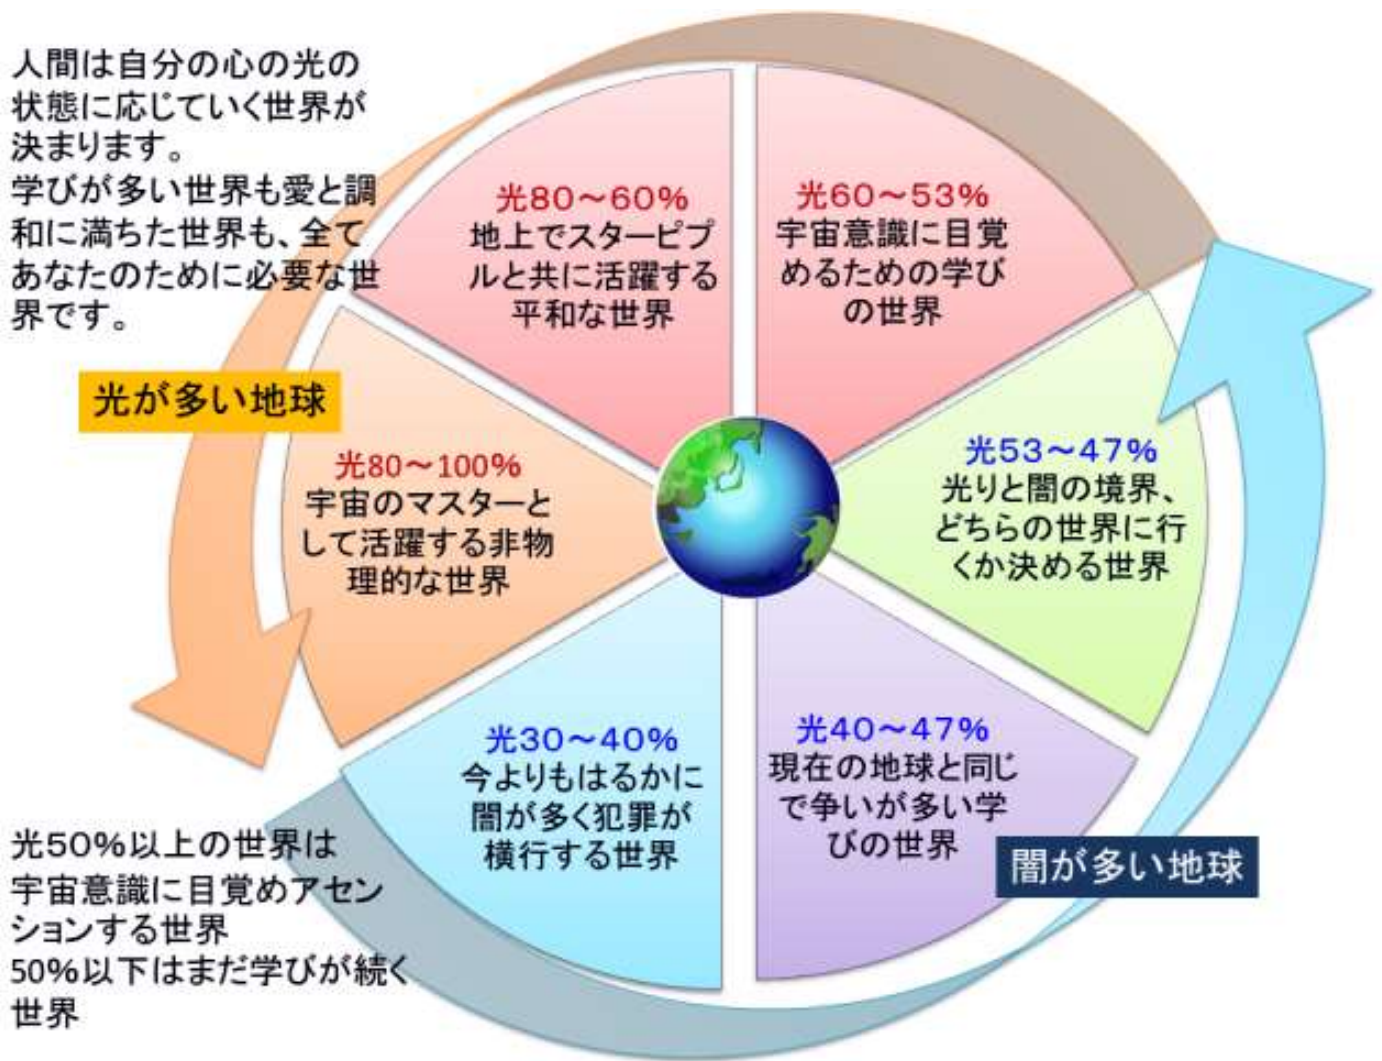 人間は自分の心の光の
状態に応じていく世界が
決まります。
学びが多い世界も愛と調
和に満ちた世界も、全て
あなたのために必要な世
界です。
光80～60%
地上でスターピプ
ルと共に活躍する
平和な世界
光60～53%
宇宙意識に目覚
めるための学び
の世界
光が多い地球
光80～100%
宇宙のマスターと
して活躍する非物
理的な世界
光53～47%
光りと闇の境界、
どちらの世界に行
くか決める世界
光30～40%
今よりもはるかに
闇が多く犯罪が
横行する世界
光40～47%
現在の地球と同じ
で争いが多い学
びの世界
闇が多い地球
光50%以上の世界は
宇宙意識に目覚めアセン
ションする世界
50%以下はまだ学びが続く
世界